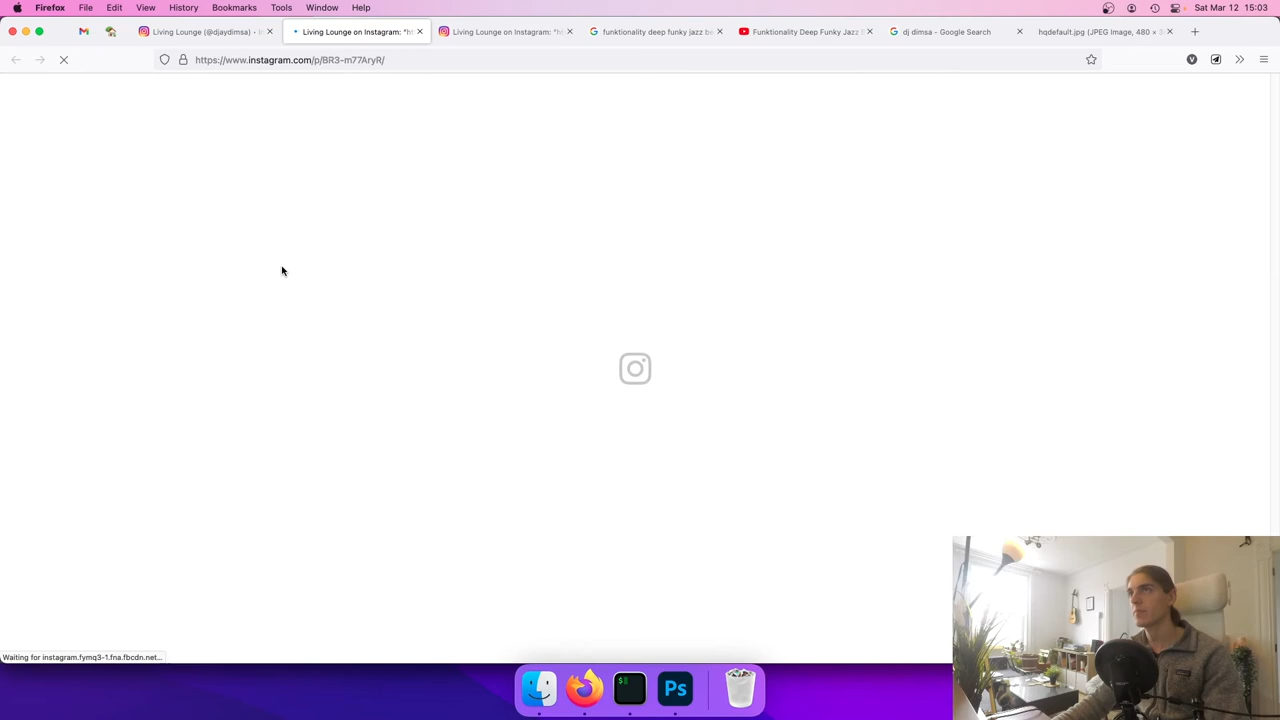 Firefox File Edit View History Bookmarks Tools Window Help Sat Mar 12 15:03
Living Lounge (@djaydimsa) • In Living Lounge on Instagram: "h Living Lounge on Instagram: "h funktionality deep funky jazz be Funktionality Deep Funky Jazz dj dimsa - Google Search hqdefault.jpg (JPEG Image, 480 × 3
https://www.instagram.com/p/BR3-m77AryR/
V
Waiting for instagram.fymq3-1.fna.fbcdn.net...
$
Ps